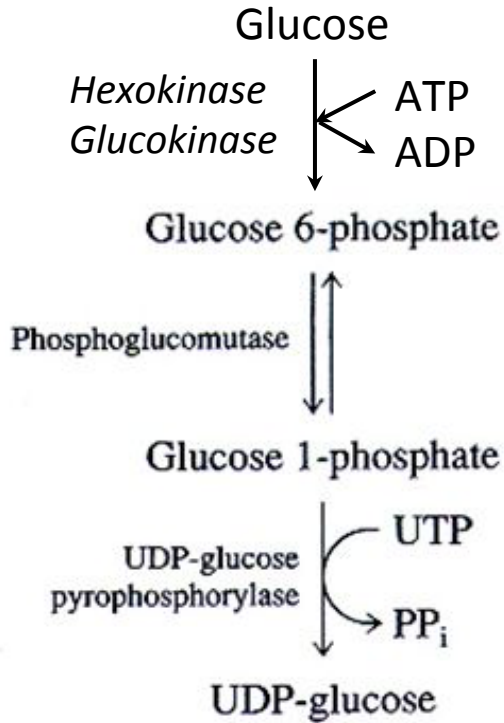 Glucose
Hexokinase
Glucokinase
ATP
ADP
Glucose 6-phosphate
Phosphoglucomutase
Glucose 1-phosphate
UDP-glucose
pyrophosphorylase
UTP
PPi
UDP-glucose